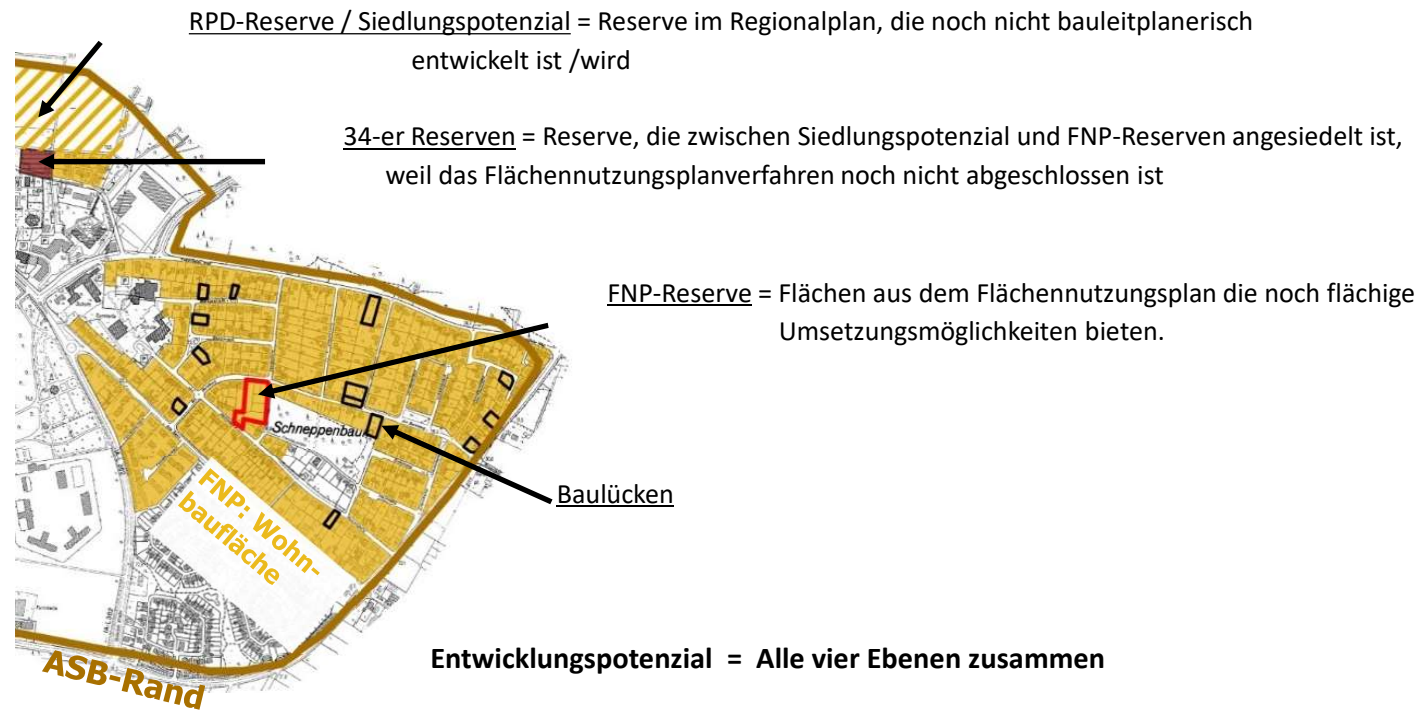 RPD-Reserve / Siedlungspotenzial = Reserve im Regionalplan, die noch nicht bauleitplanerisch
entwickelt ist /wird
34-er Reserven = Reserve, die zwischen Siedlungspotenzial und FNP-Reserven angesiedelt ist,
weil das Flächennutzungsplanverfahren noch nicht abgeschlossen ist
FNP-Reserve = Flächen aus dem Flächennutzungsplan die noch flächige
Umsetzungsmöglichkeiten bieten.
Schneppenbau
Baulücken
FNP: Wohn-
baufläche
Entwicklungspotenzial = Alle vier Ebenen zusammen
ASB-Rand